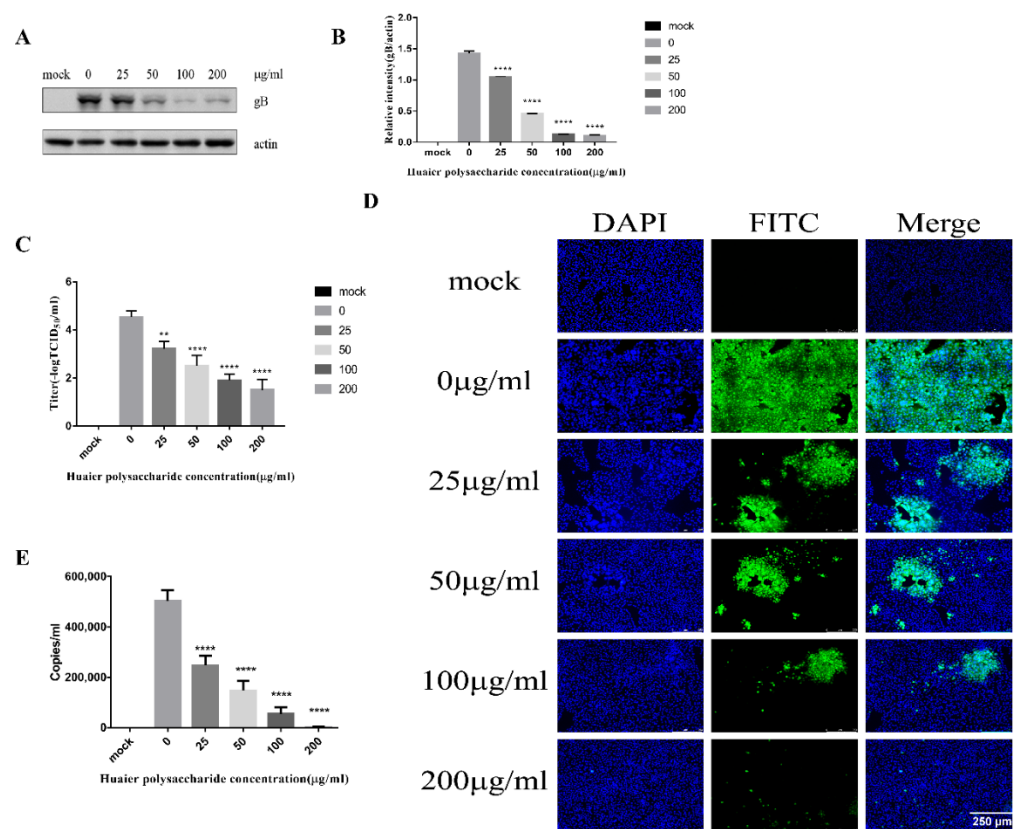 A
mock 0 25 50 100 200 μg/ml
gB
actin
B
Relative intensity(gB/actin)
1.5
1.0
0.5
0.0
mock 0 25 50 100 200
**** **** **** ****
Huaier polysaccharide concentration(μg/ml)
mock
0
25
50
100
200
C
Titer(-logTCID50/ml)
6
4
2
0
** **** **** ****
mock 0 25 50 100 200
Huaier polysaccharide concentration(μg/ml)
mock
0
25
50
100
200
D
DAPI FITC Merge
mock
0μg/ml
25μg/ml
50μg/ml
100μg/ml
200μg/ml
250 μm
E
Copies/ml
600,000
400,000
200,000
0
**** **** **** ****
mock 0 25 50 100 200
Huaier polysaccharide concentration(μg/ml)